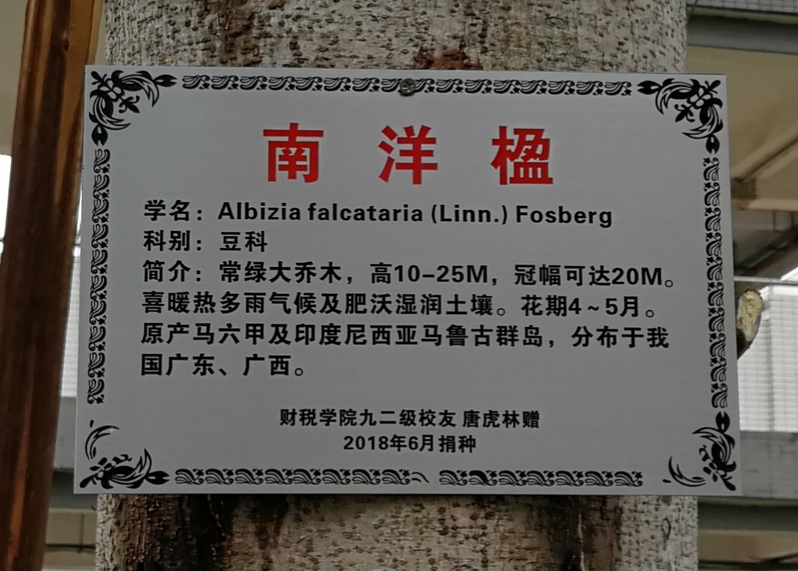 南洋楹
学名：Albizia falcataria (Linn.) Fosberg
科别：豆科
简介：常绿大乔木，高10-25M，冠幅可达20M。
喜暖热多雨气候及肥沃湿润土壤。花期4~5月。
原产马六甲及印度尼西亚马鲁古群岛，分布于我
国广东、广西。
财税学院九二级校友 唐虎林赠
2018年6月捐种